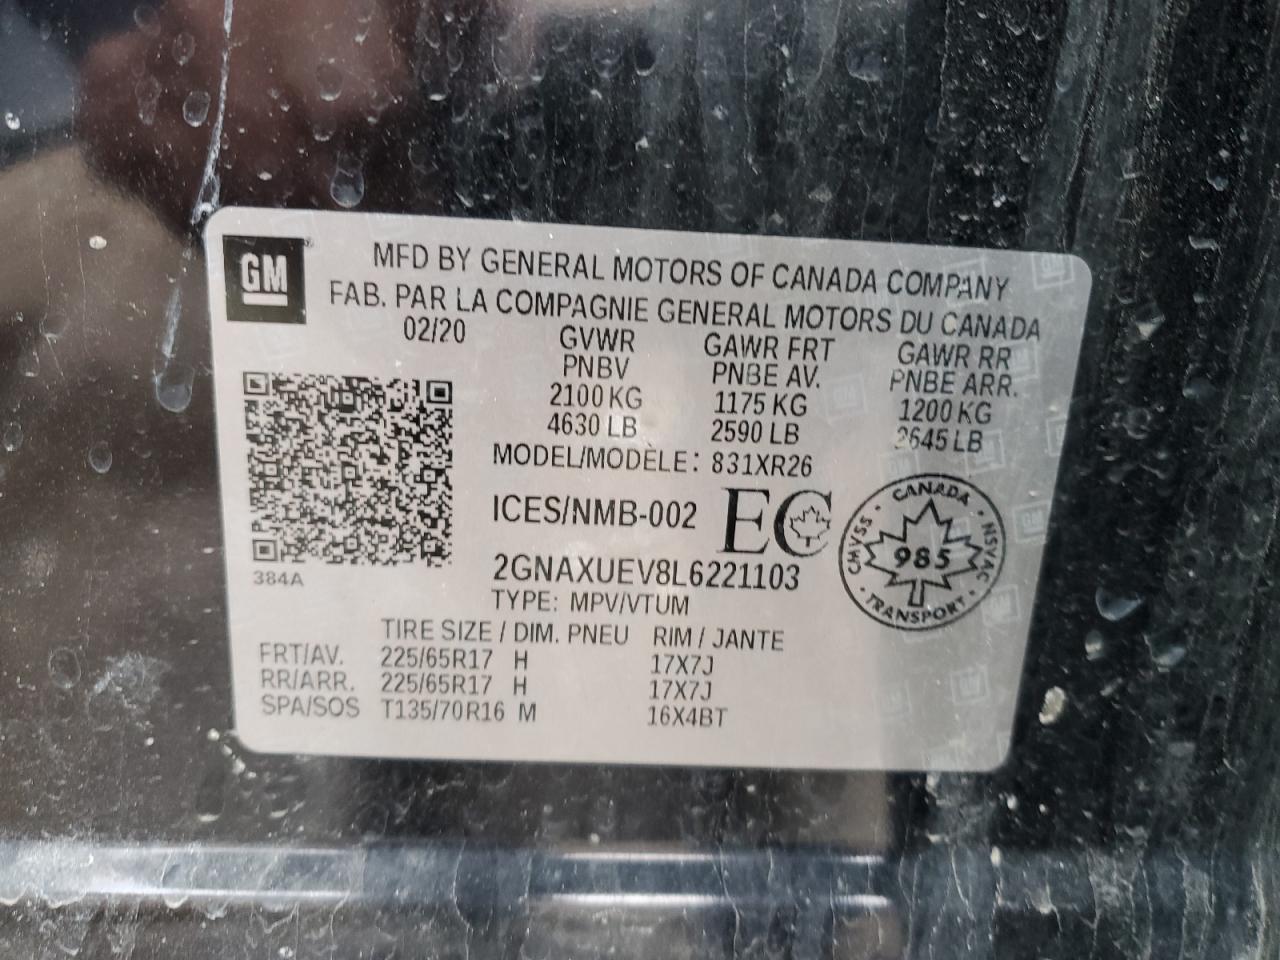 GM
MFD BY GENERAL MOTORS OF CANADA COMPANY
FAB. PAR LA COMPAGNIE GENERAL MOTORS DU CANADA
02/20 GVWR GAWR FRT GAWR RR
PNBV PNBE AV. PNBE ARR.
2100 KG 1175 KG 1200 KG
4630 LB 2590 LB 2645 LB
MODEL/MODELE: 831XR26
ICES/NMB-002 EC
384A 2GNAXUEV8L6221103
TYPE: MPV/VTUM
CANADA
CMVSS NSVAC
985
TRANSPORT
TIRE SIZE / DIM. PNEU RIM / JANTE
FRT/AV. 225/65R17 H 17X7J
RR/ARR. 225/65R17 H 17X7J
SPA/SOS T135/70R16 M 16X4BT